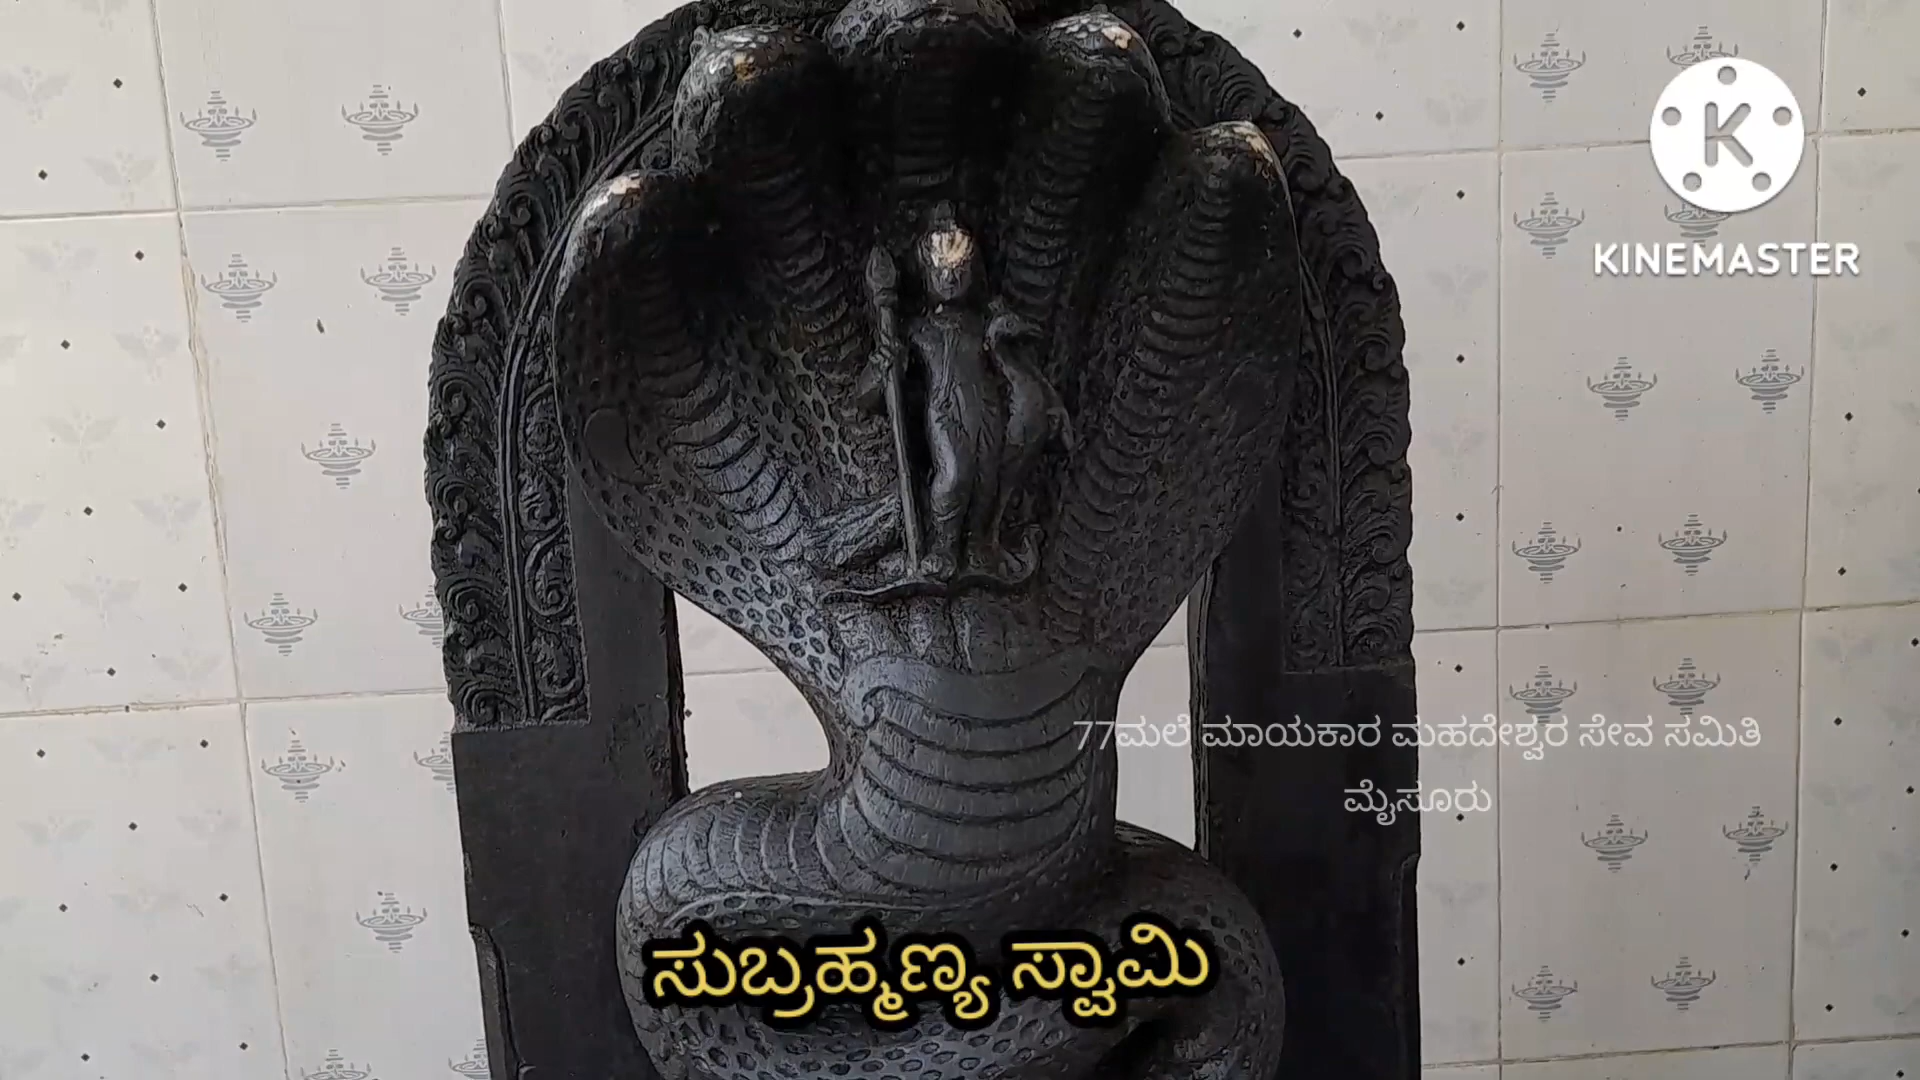 KINEMASTER
77ಮಲೆ ಮಾಯಕಾರ ಮಹದೇಶ್ವರ ಸೇವ ಸಮಿತಿ
ಮೈಸೂರು
ಸುಬ್ರಹ್ಮಣ್ಯ ಸ್ವಾಮಿ